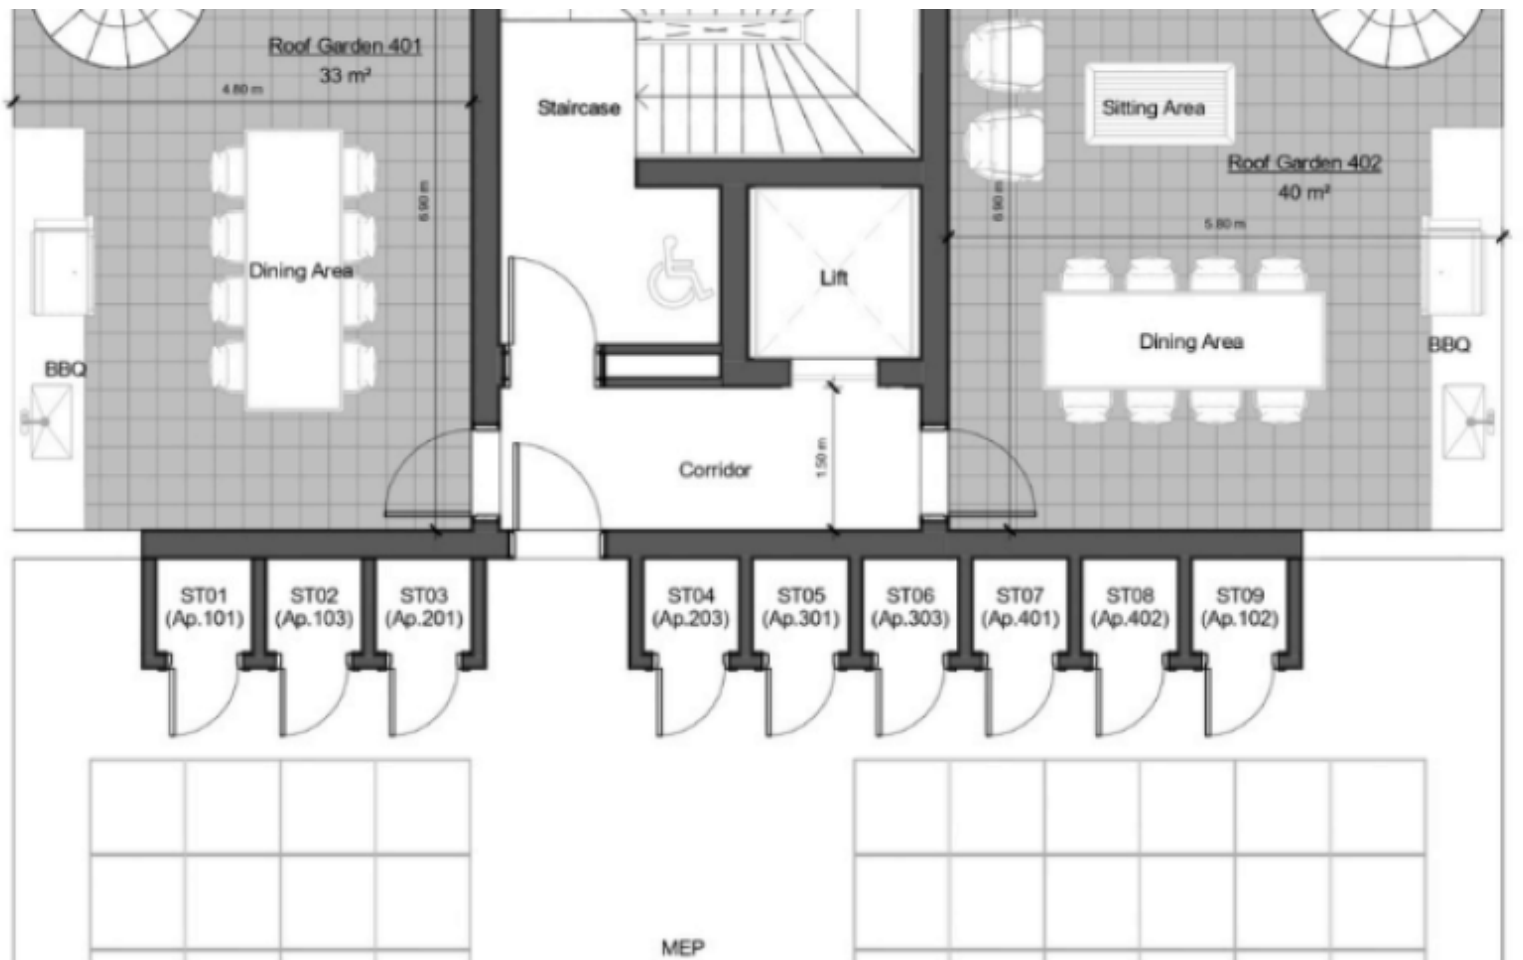 Roof Garden 401
33 m²
4.80 m
6.90 m
Dining Area
BBQ
Staircase
Lift
Corridor
1.50 m
Sitting Area
Roof Garden 402
40 m²
6.90 m
5.80 m
Dining Area
BBQ
ST01
(Ap.101)
ST02
(Ap.103)
ST03
(Ap.201)
ST04
(Ap.203)
ST05
(Ap.301)
ST06
(Ap.303)
ST07
(Ap.401)
ST08
(Ap.402)
ST09
(Ap.102)
MEP